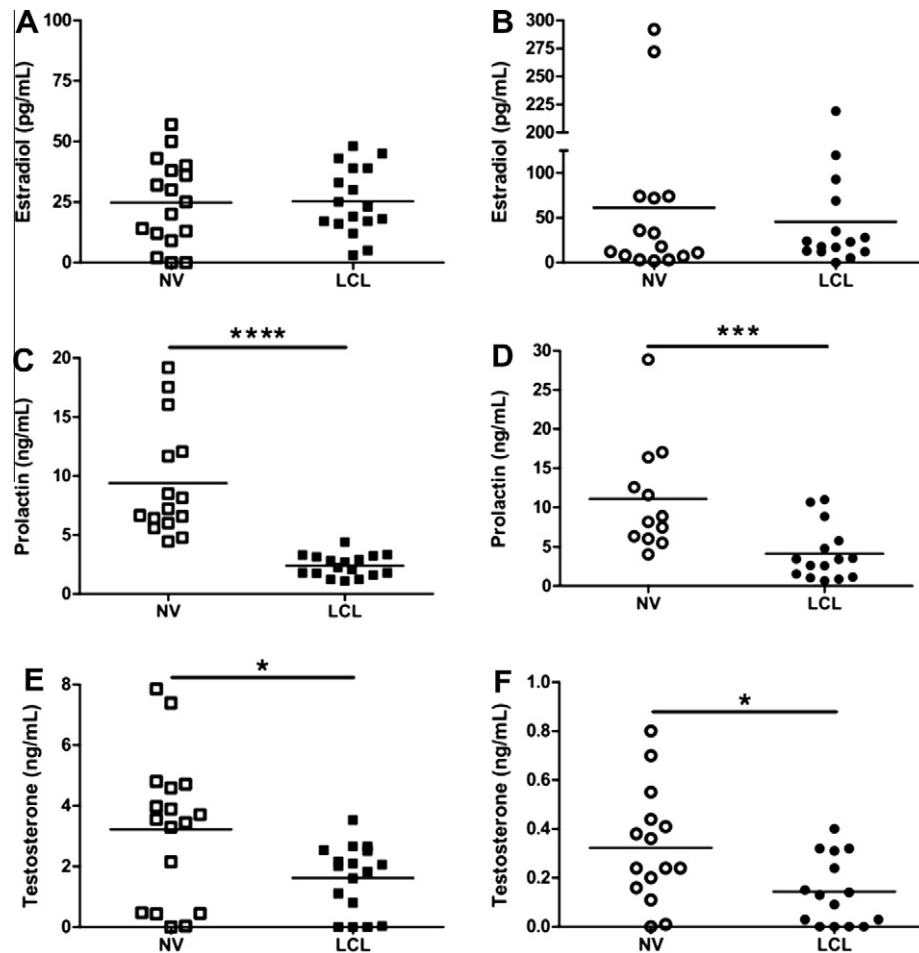 A
Estradiol (pg/mL)
100
75
50
25
0
NV
LCL
B
Estradiol (pg/mL)
300
275
250
225
200
100
50
0
NV
LCL
C
Prolactin (ng/mL)
20
15
10
5
0
****
NV
LCL
D
Prolactin (ng/mL)
30
25
20
15
10
5
0
***
NV
LCL
E
Testosterone (ng/mL)
8
6
4
2
0
*
NV
LCL
F
Testosterone (ng/mL)
1.0
0.8
0.6
0.4
0.2
0.0
*
NV
LCL